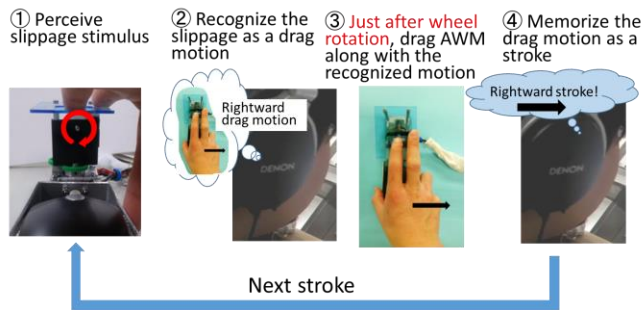 ① Perceive
slippage stimulus
② Recognize the
slippage as a drag
motion
Rightward
drag motion
DENON
③ Just after wheel
rotation, drag AWM
along with the
recognized motion
④ Memorize the
drag motion as a
stroke
Rightward stroke!
DENON
Next stroke